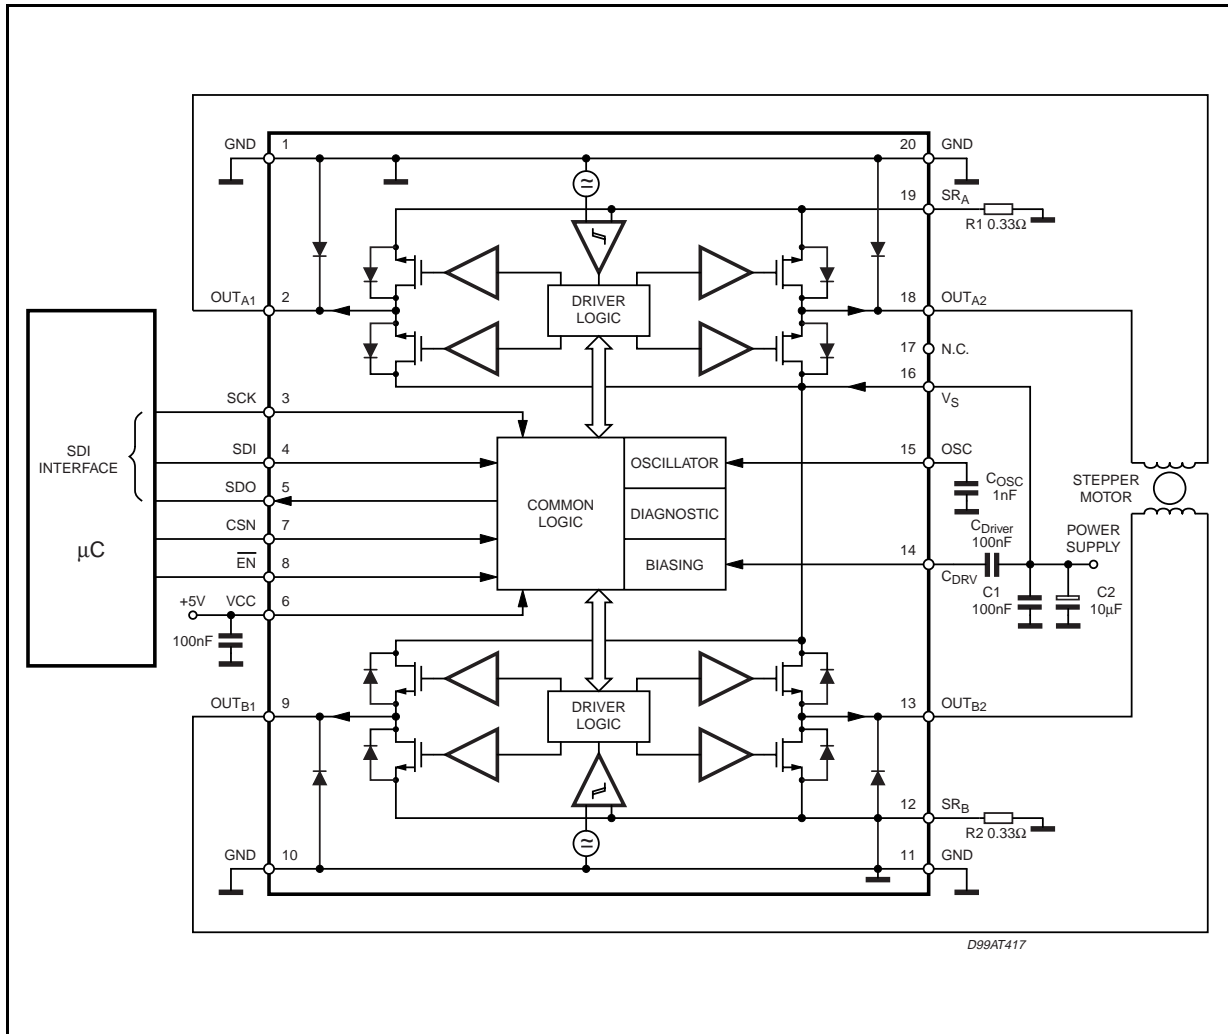 GND 1 20 GND
19 SRA
R1 0.33Ω
OUTA1 2 DRIVER LOGIC 18 OUTA2
17 N.C.
16
VS
SCK 3
SDI INTERFACE
SDI 4 OSCILLATOR 15 OSC
COSC
1nF
STEPPER
MOTOR
SDO 5 COMMON LOGIC DIAGNOSTIC
CDriver
100nF
POWER
SUPPLY
μC
CSN 7
EN 8 BIASING 14
CDRV
C1
100nF
C2
10μF
+5V VCC 6
100nF
OUTB1 9 DRIVER LOGIC 13 OUTB2
12 SRB
R2 0.33Ω
GND 10 11 GND
D99AT417